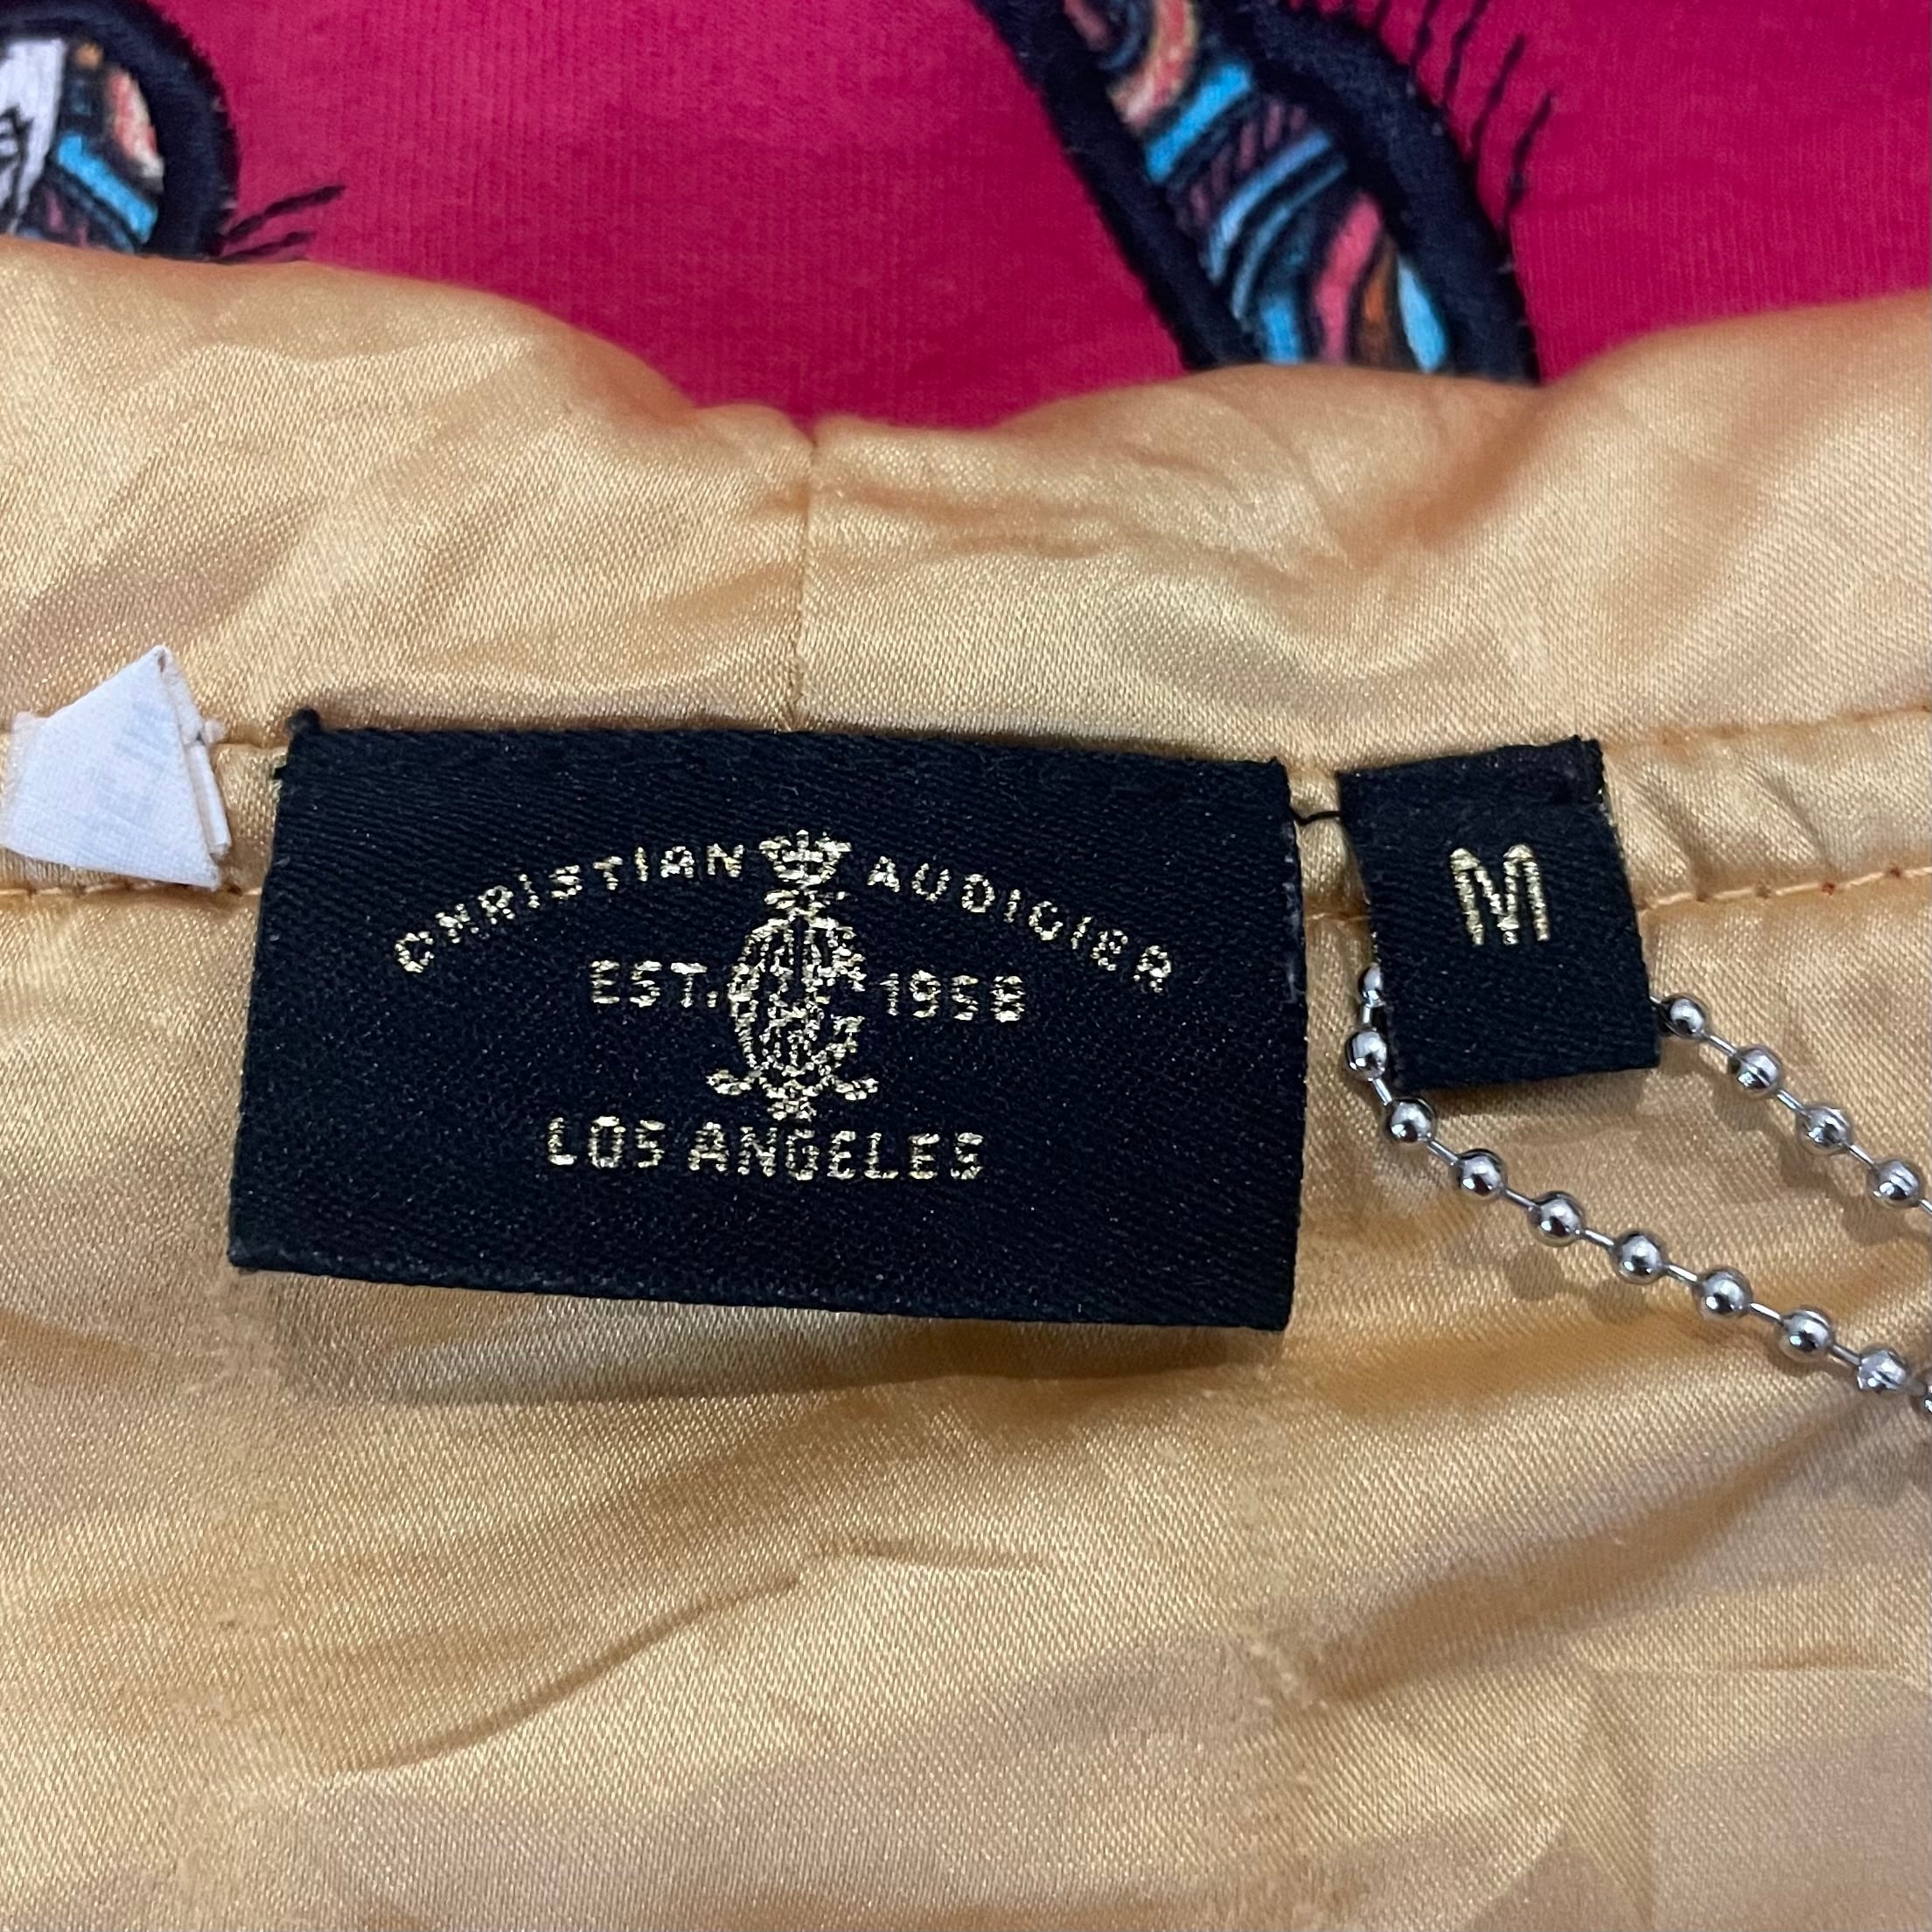 CHRISTIAN AUDIGIER
EST. 1958
LOS ANGELES
M